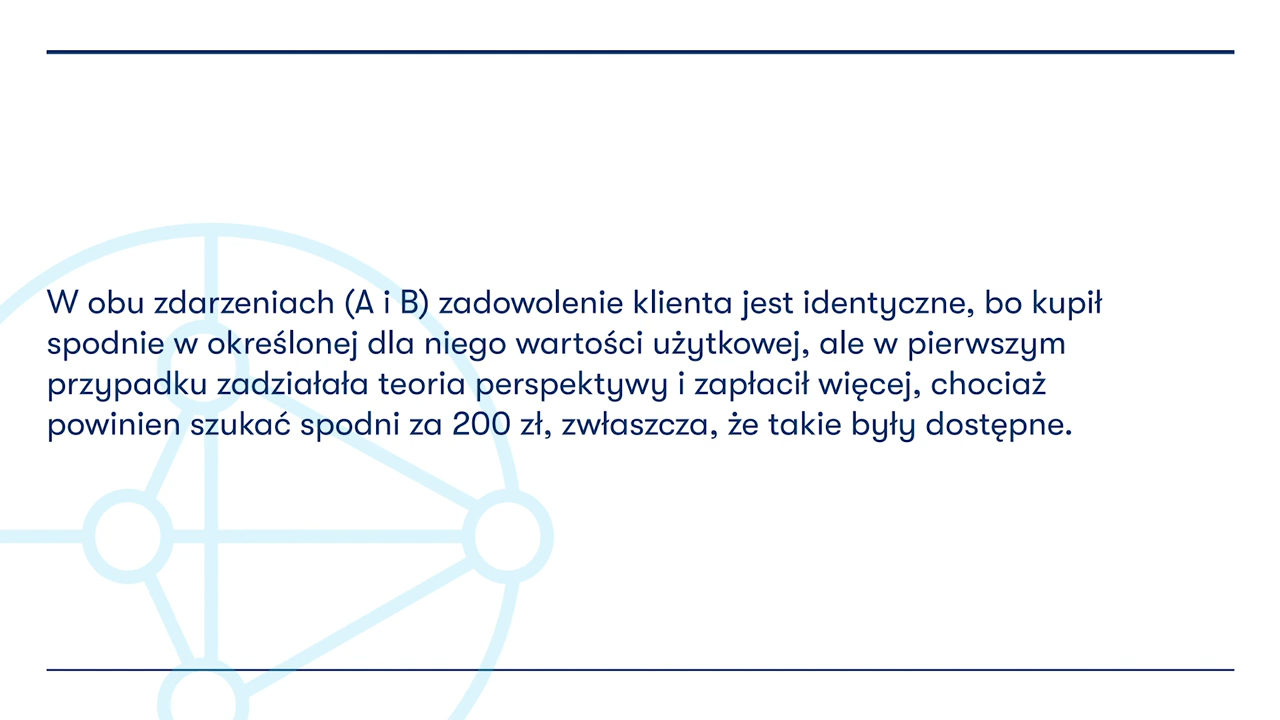 W obu zdarzeniach (A i B) zadowolenie klienta jest identyczne, bo kupił
spodnie w określonej dla niego wartości użytkowej, ale w pierwszym
przypadku zadziałała teoria perspektywy i zapłacił więcej, chociaż
powinien szukać spodni za 200 zł, zwłaszcza, że takie były dostępne.